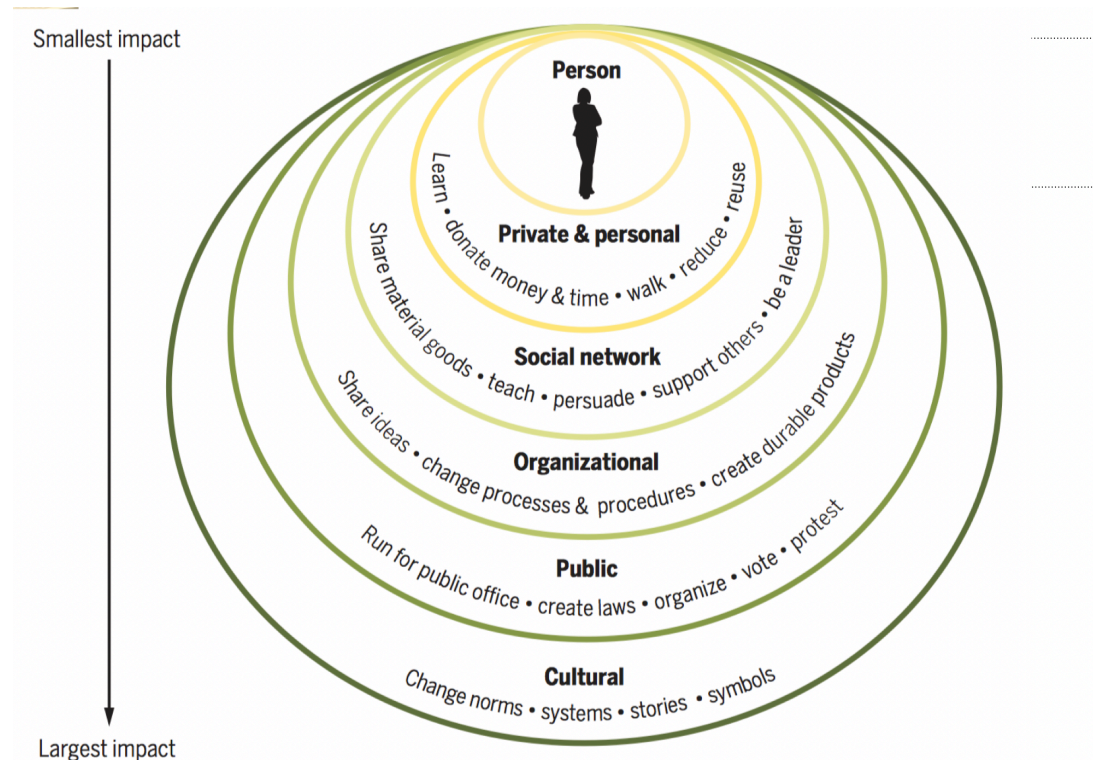 Smallest impact
Person
Private & personal
Learn • donate money & time • walk • reduce • reuse
Social network
Share material goods • teach • persuade • support others • be a leader
Organizational
Share ideas • change processes & procedures • create durable products
Public
Run for public office • create laws • organize • vote • protest
Cultural
Change norms • systems • stories • symbols
Largest impact